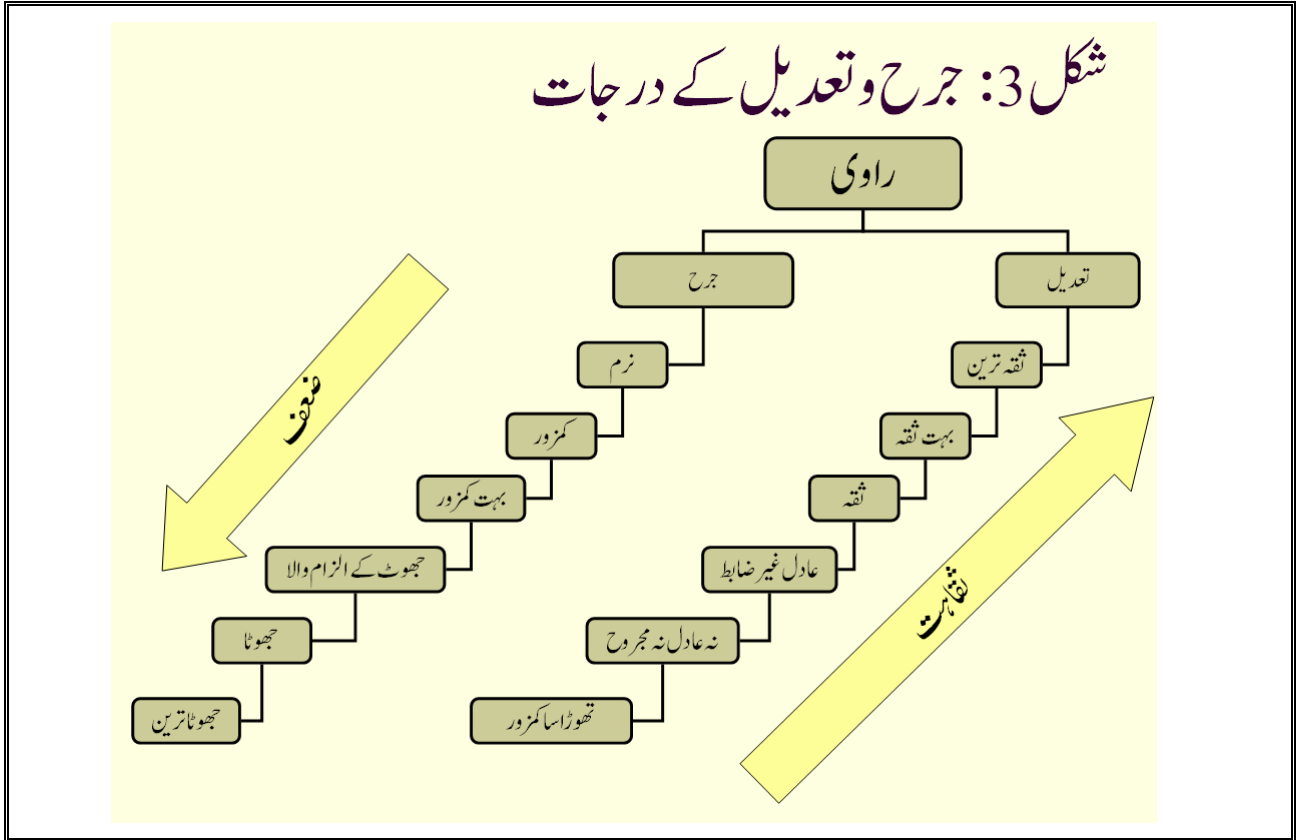 شکل 3: جرح و تعدیل کے درجات
راوی
تعدیل
جرح
ثقہ ترین
بہت ثقہ
ثقہ
عادل غیر ضابط
نہ عادل نہ مجروح
تھوڑا سا کمزور
ثقاہت
نرم
کمزور
بہت کمزور
جھوٹ کے الزام والا
جھوٹا
جھوٹا ترین
ضعف